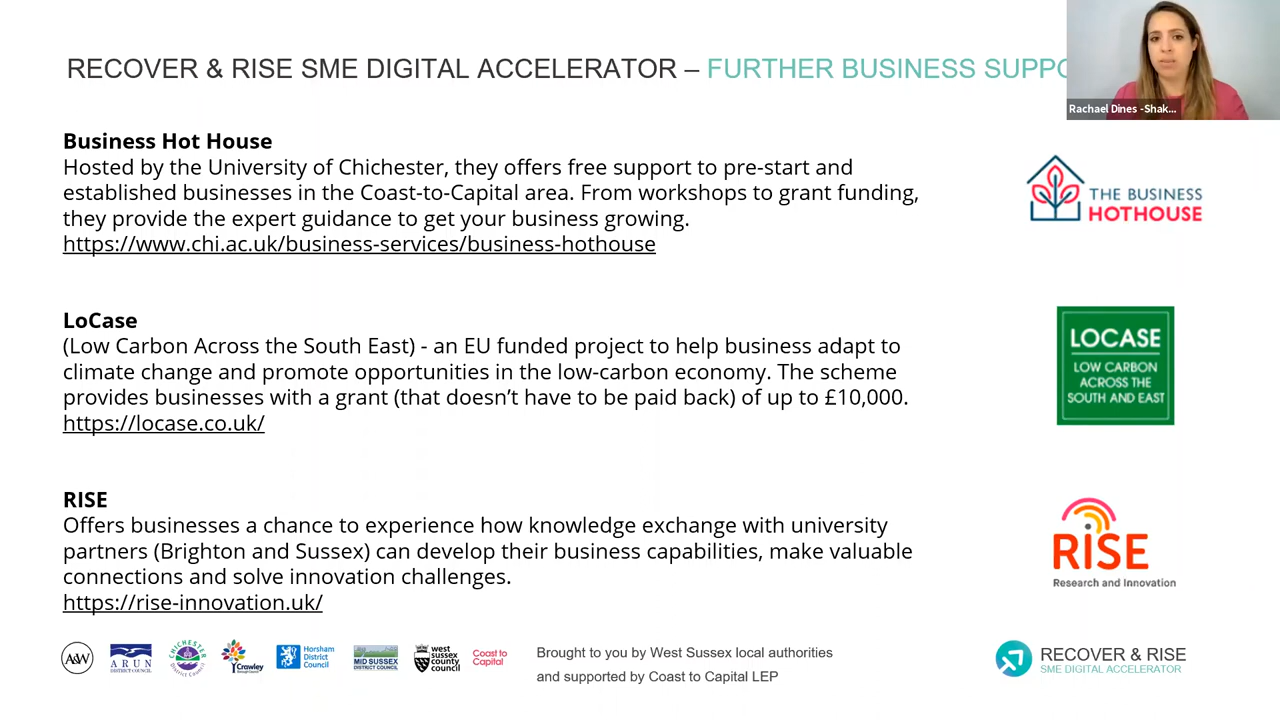 RECOVER & RISE SME DIGITAL ACCELERATOR – FURTHER BUSINESS SUPPO
Rachael Dines -Shak...
Business Hot House
Hosted by the University of Chichester, they offers free support to pre-start and
established businesses in the Coast-to-Capital area. From workshops to grant funding,
they provide the expert guidance to get your business growing.
https://www.chi.ac.uk/business-services/business-hothouse
THE BUSINESS
HOTHOUSE
LoCase
(Low Carbon Across the South East) - an EU funded project to help business adapt to
climate change and promote opportunities in the low-carbon economy. The scheme
provides businesses with a grant (that doesn’t have to be paid back) of up to £10,000.
https://locase.co.uk/
LOCASE
LOW CARBON
ACROSS THE
SOUTH AND EAST
RISE
Offers businesses a chance to experience how knowledge exchange with university
partners (Brighton and Sussex) can develop their business capabilities, make valuable
connections and solve innovation challenges.
https://rise-innovation.uk/
RISE
Research and Innovation
A&W
ARUN
DISTRICT COUNCIL
CHICHESTER
Crawley
Horsham
District
Council
MID SUSSEX
DISTRICT COUNCIL
west
sussex
county
council
Coast to
Capital
Brought to you by West Sussex local authorities
and supported by Coast to Capital LEP
RECOVER & RISE
SME DIGITAL ACCELERATOR